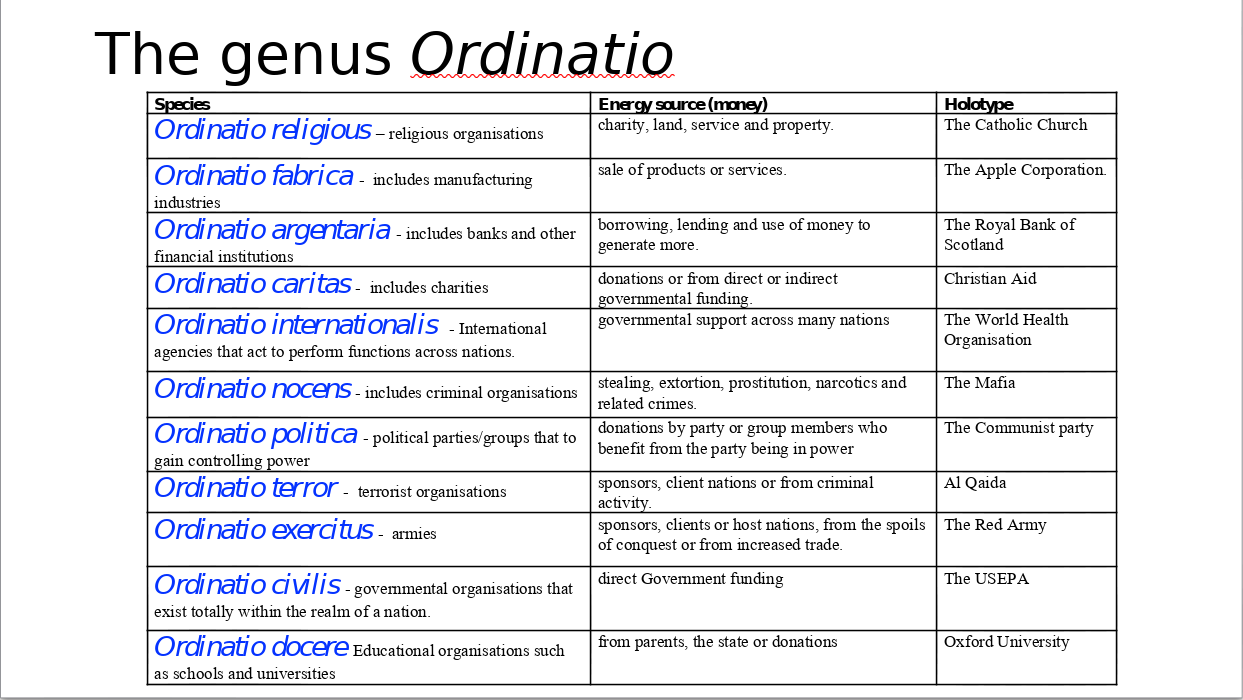 The genus Ordinatio
Species
Energy source (money)
Holotype
Ordinatio religious – religious organisations
charity, land, service and property.
The Catholic Church
Ordinatio fabrica - includes manufacturing
industries
sale of products or services.
The Apple Corporation.
Ordinatio argentaria - includes banks and other
financial institutions
borrowing, lending and use of money to
generate more.
The Royal Bank of
Scotland
Ordinatio caritas - includes charities
donations or from direct or indirect
governmental funding.
Christian Aid
Ordinatio internationalis - International
agencies that act to perform functions across nations.
governmental support across many nations
The World Health
Organisation
Ordinatio nocens - includes criminal organisations
stealing, extortion, prostitution, narcotics and
related crimes.
The Mafia
Ordinatio politica - political parties/groups that to
gain controlling power
donations by party or group members who
benefit from the party being in power
The Communist party
Ordinatio terror - terrorist organisations
sponsors, client nations or from criminal
activity.
Al Qaida
Ordinatio exercitus - armies
sponsors, clients or host nations, from the spoils
of conquest or from increased trade.
The Red Army
Ordinatio civilis - governmental organisations that
exist totally within the realm of a nation.
direct Government funding
The USEPA
Ordinatio docere Educational organisations such
as schools and universities
from parents, the state or donations
Oxford University